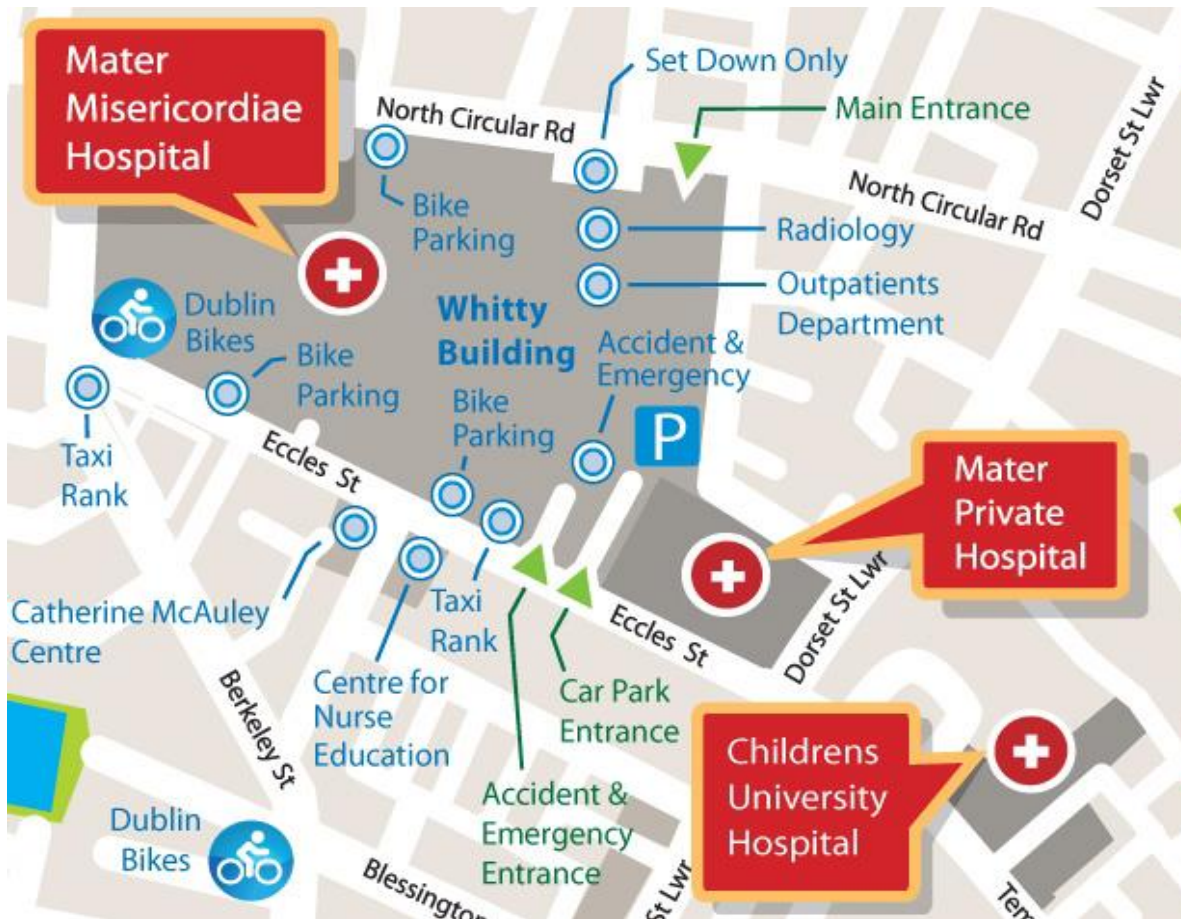 Mater
Misericordiae
Hospital
Set Down Only
Main Entrance
North Circular Rd
Dorset St Lwr
North Circular Rd
Bike
Parking
Radiology
Outpatients
Department
Dublin
Bikes
Whitty
Building
Accident &
Emergency
Bike
Parking
Bike
Parking
P
Taxi
Rank
Eccles St
Mater
Private
Hospital
Catherine McAuley
Centre
Taxi
Rank
Eccles St
Dorset St Lwr
Berkeley St
Centre for
Nurse
Education
Car Park
Entrance
Childrens
University
Hospital
Accident &
Emergency
Entrance
Dublin
Bikes
Blessington
St Lwr
Tem